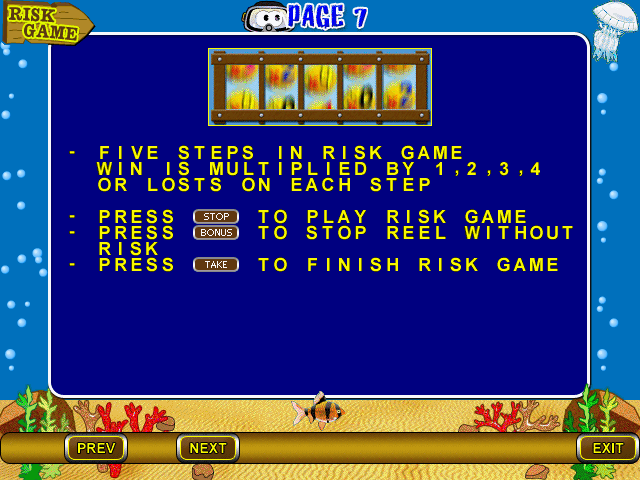 RISK
GAME
PAGE 7
- FIVE STEPS IN RISK GAME
WIN IS MULTIPLIED BY 1,2,3,4
OR LOSTS ON EACH STEP
- PRESS STOP TO PLAY RISK GAME
- PRESS BONUS TO STOP REEL WITHOUT
RISK
- PRESS TAKE TO FINISH RISK GAME
PREV NEXT EXIT